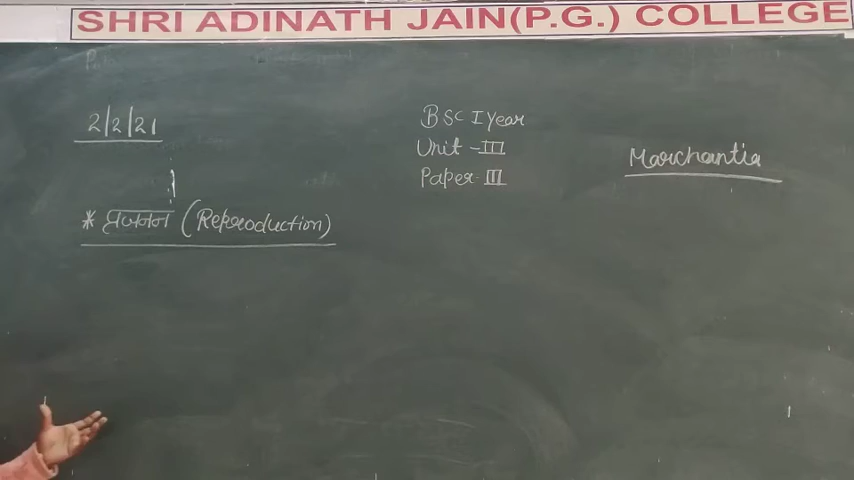 SHRI ADINATH JAIN(P.G.) COLLEGE
2/2/21
BSC I Year
Unit - III
Paper III
Marchantia
* प्रजनन (Reproduction)